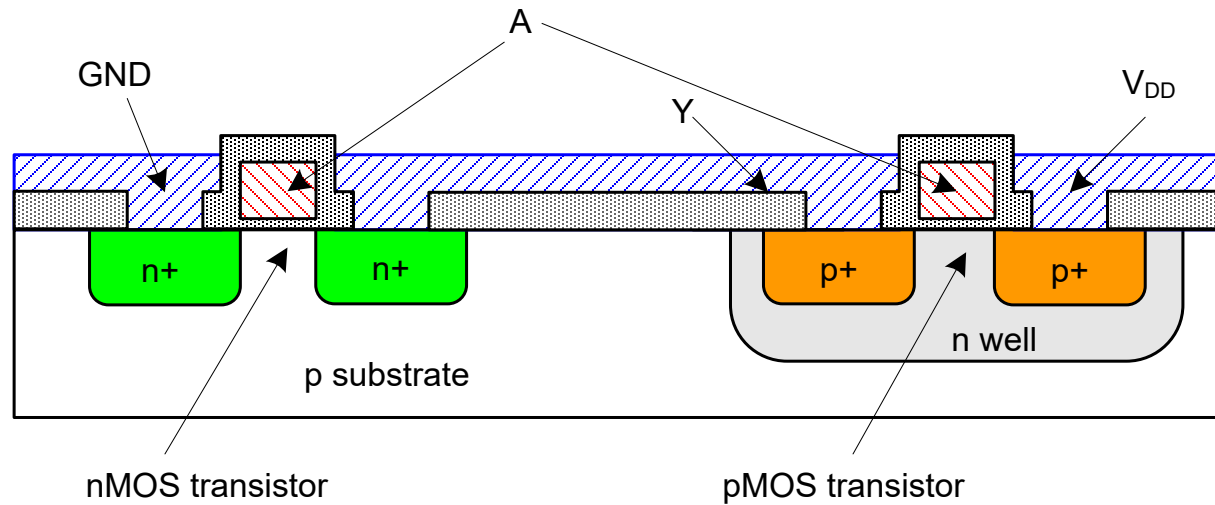 A
GND
Y
VDD
n+
n+
p+
p+
n well
p substrate
nMOS transistor
pMOS transistor